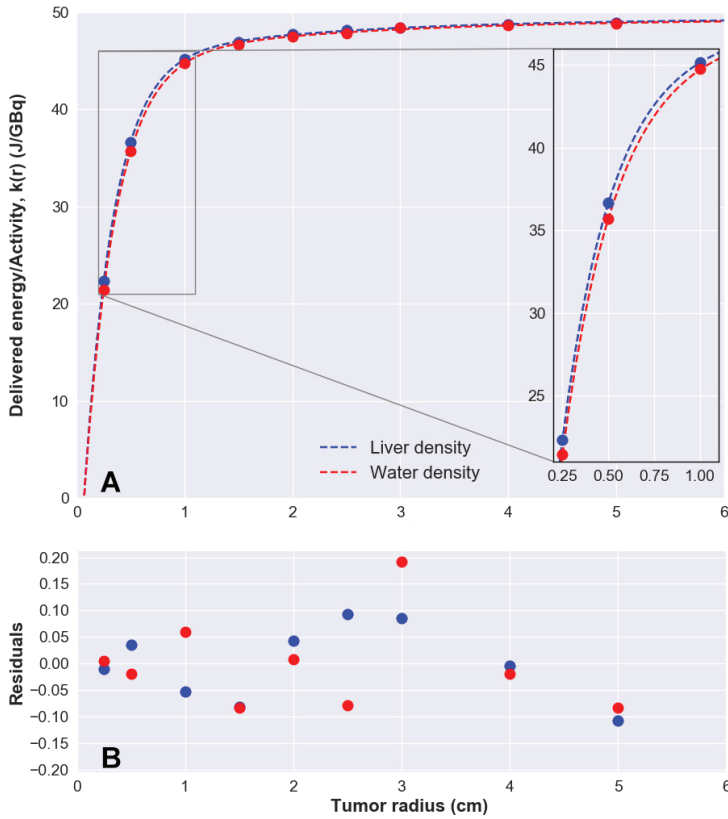 50
40
30
20
10
0
Delivered energy/Activity, k(r) (J/GBq)
45
40
35
30
25
0.25 0.50 0.75 1.00
Liver density
Water density
A
0 1 2 3 4 5 6
0.20
0.15
0.10
0.05
0.00
−0.05
−0.10
−0.15
−0.20
Residuals
B
0 1 2 3 4 5 6
Tumor radius (cm)